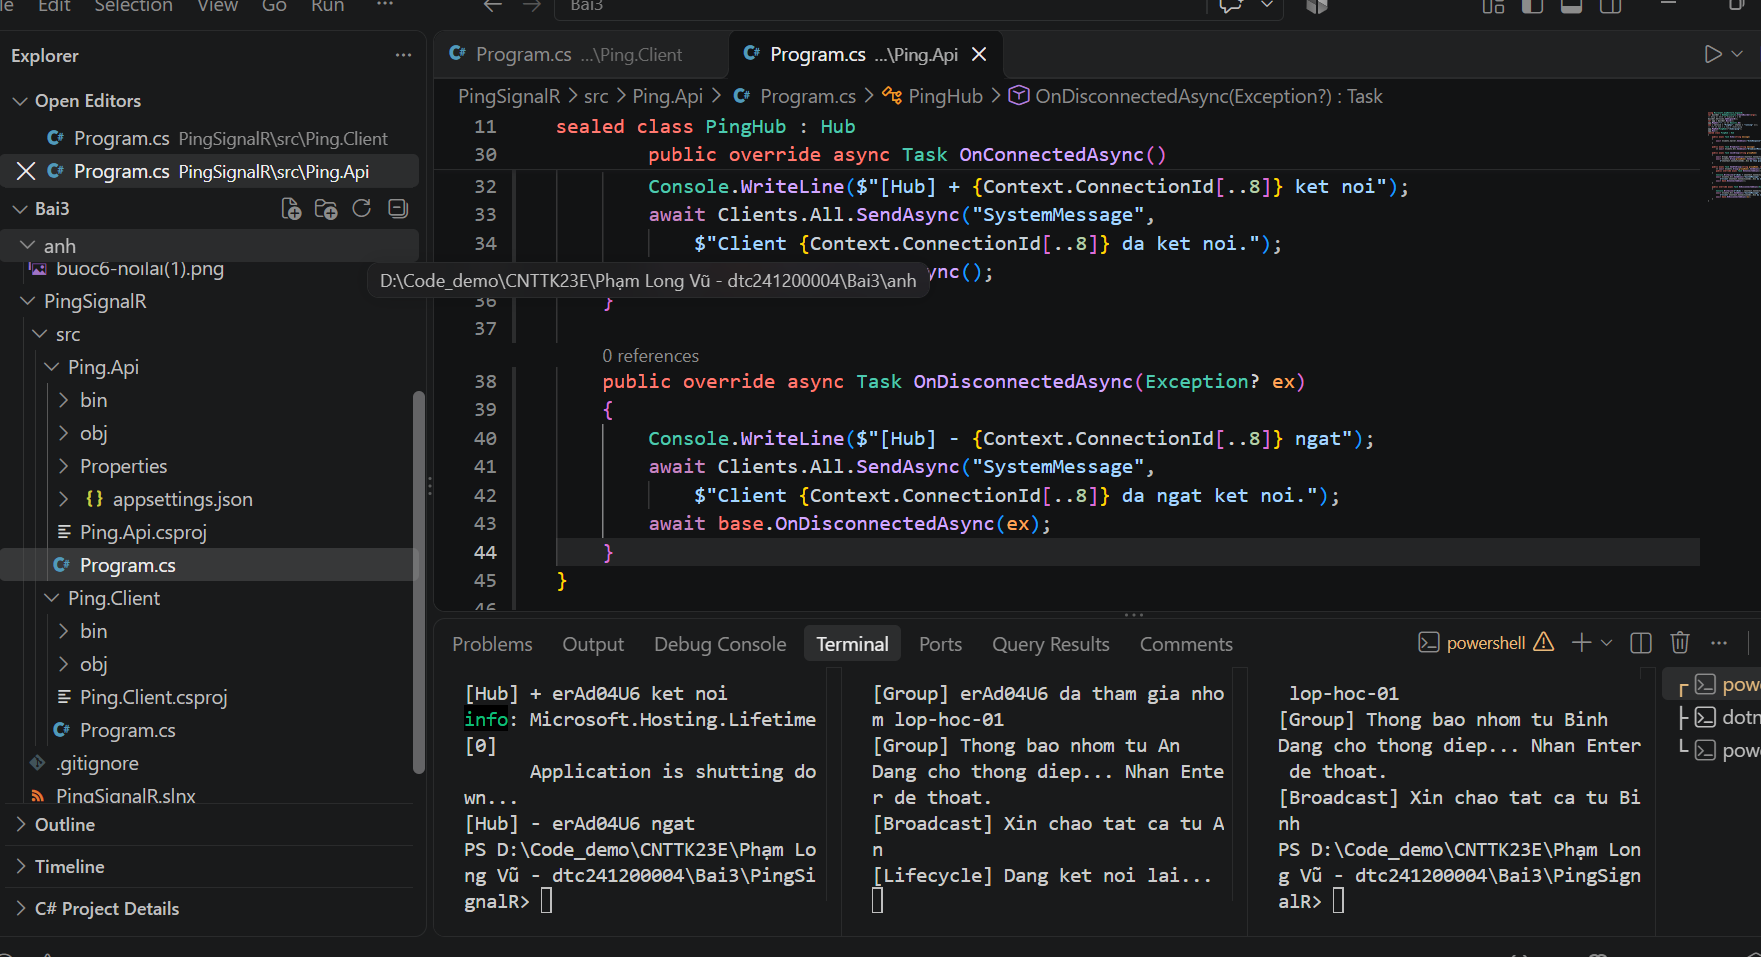 Edit Selection View Go Run ···
Bai3
Explorer ···
Open Editors
C# Program.cs PingSignalR\src\Ping.Client
C# Program.cs PingSignalR\src\Ping.Api
Bai3
anh
buoc6-noilai(1).png
PingSignalR
src
Ping.Api
bin
obj
Properties
{} appsettings.json
Ping.Api.csproj
C# Program.cs
Ping.Client
bin
obj
Ping.Client.csproj
C# Program.cs
.gitignore
PingSignalR.slnx
Outline
Timeline
C# Project Details
C# Program.cs ...\Ping.Client
C# Program.cs ...\Ping.Api
PingSignalR > src > Ping.Api > C# Program.cs > PingHub > OnDisconnectedAsync(Exception?) : Task
11 sealed class PingHub : Hub
30 public override async Task OnConnectedAsync()
32 Console.WriteLine($"[Hub] + {Context.ConnectionId[..8]} ket noi");
33 await Clients.All.SendAsync("SystemMessage",
34 $"Client {Context.ConnectionId[..8]} da ket noi.");
D:\Code_demo\CNTTK23E\Phạm Long Vũ - dtc241200004\Bai3\anh
ync();
36 }
37
0 references
38 public override async Task OnDisconnectedAsync(Exception? ex)
39 {
40 Console.WriteLine($"[Hub] - {Context.ConnectionId[..8]} ngat");
41 await Clients.All.SendAsync("SystemMessage",
42 $"Client {Context.ConnectionId[..8]} da ngat ket noi.");
43 await base.OnDisconnectedAsync(ex);
44 }
45 }
46
Problems Output Debug Console Terminal Ports Query Results Comments
powershell
[Hub] + erAd04U6 ket noi
info: Microsoft.Hosting.Lifetime
[0]
Application is shutting do
wn...
[Hub] - erAd04U6 ngat
PS D:\Code_demo\CNTTK23E\Phạm Lo
ng Vũ - dtc241200004\Bai3\PingSi
gnalR>
[Group] erAd04U6 da tham gia nho
m lop-hoc-01
[Group] Thong bao nhom tu An
Dang cho thong diep... Nhan Ente
r de thoat.
[Broadcast] Xin chao tat ca tu A
n
[Lifecycle] Dang ket noi lai...
lop-hoc-01
[Group] Thong bao nhom tu Binh
Dang cho thong diep... Nhan Enter
de thoat.
[Broadcast] Xin chao tat ca tu Bi
nh
PS D:\Code_demo\CNTTK23E\Phạm Lon
g Vũ - dtc241200004\Bai3\PingSign
alR>
pow
dotn
pow